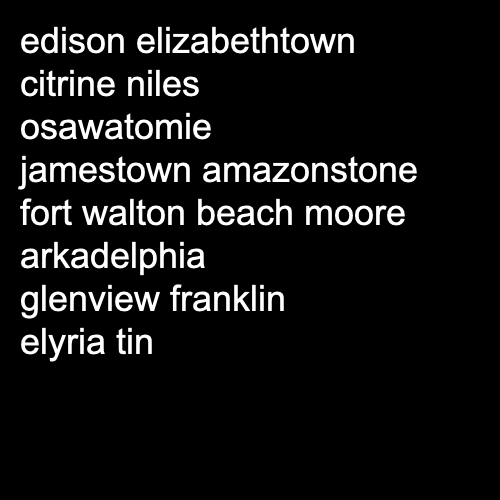 edison elizabethtown
citrine niles
osawatomie
jamestown amazonstone
fort walton beach moore
arkadelphia
glenview franklin
elyria tin